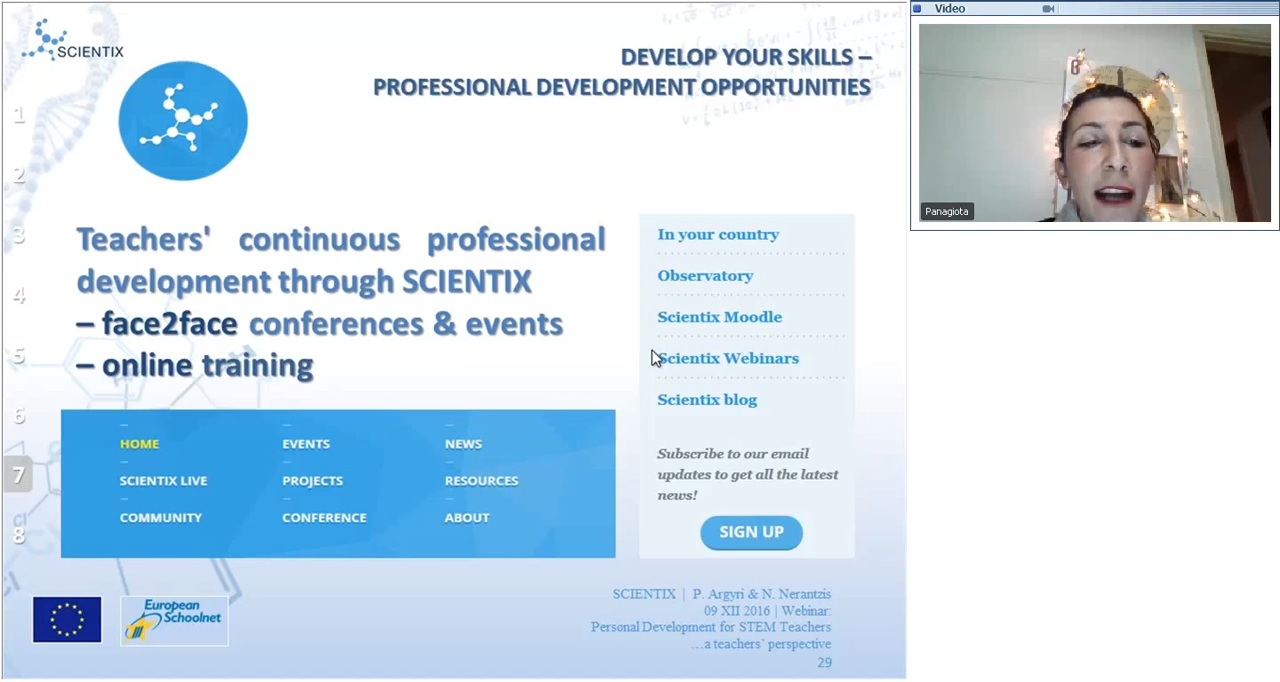 SCIENTIX
DEVELOP YOUR SKILLS –
PROFESSIONAL DEVELOPMENT OPPORTUNITIES
1
2
3
4
5
6
7
8
Teachers' continuous professional
development through SCIENTIX
– face2face conferences & events
– online training
HOME EVENTS NEWS
SCIENTIX LIVE PROJECTS RESOURCES
COMMUNITY CONFERENCE ABOUT
In your country
Observatory
Scientix Moodle
Scientix Webinars
Scientix blog
Subscribe to our email
updates to get all the latest
news!
SIGN UP
European
Schoolnet
SCIENTIX | P. Argyri & N. Nerantzis
09 XII 2016 | Webinar:
Personal Development for STEM Teachers
…a teachers’ perspective
29
Video
Panagiota